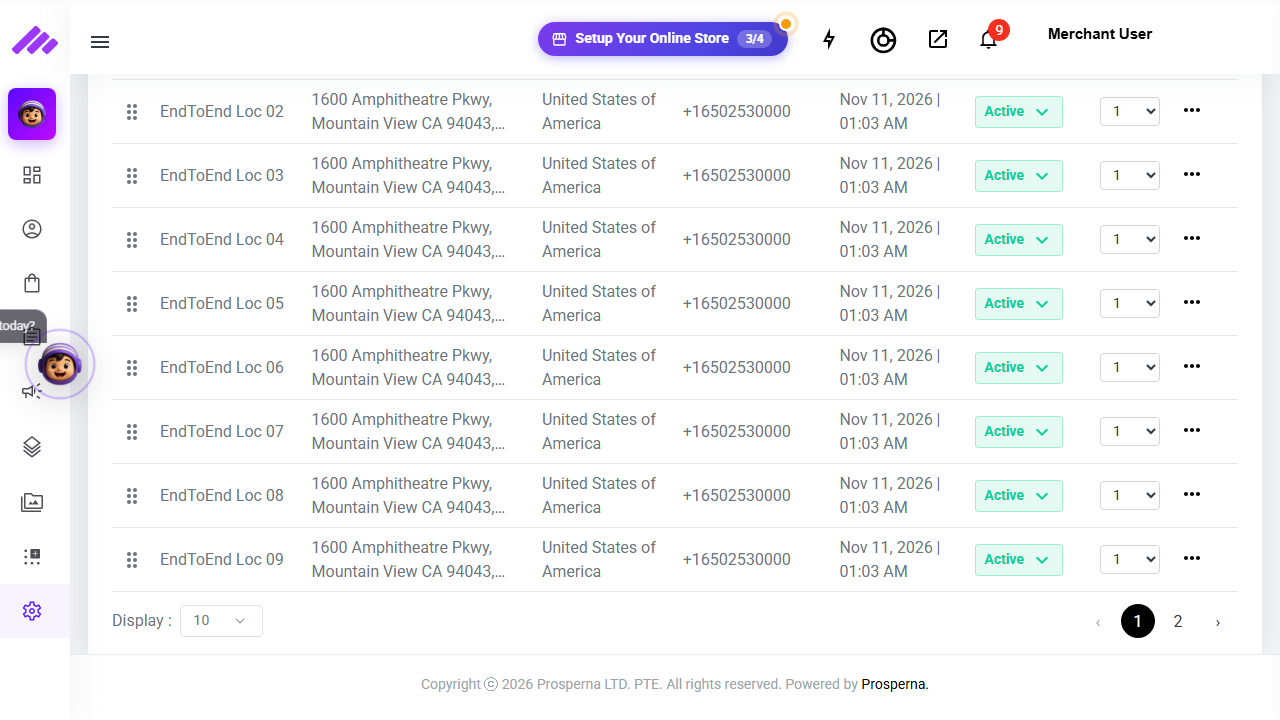 Setup Your Online Store 3/4
9
Merchant User
EndToEnd Loc 02 1600 Amphitheatre Pkwy, Mountain View CA 94043,... United States of America +16502530000 Nov 11, 2026 | 01:03 AM Active 1
EndToEnd Loc 03 1600 Amphitheatre Pkwy, Mountain View CA 94043,... United States of America +16502530000 Nov 11, 2026 | 01:03 AM Active 1
EndToEnd Loc 04 1600 Amphitheatre Pkwy, Mountain View CA 94043,... United States of America +16502530000 Nov 11, 2026 | 01:03 AM Active 1
EndToEnd Loc 05 1600 Amphitheatre Pkwy, Mountain View CA 94043,... United States of America +16502530000 Nov 11, 2026 | 01:03 AM Active 1
EndToEnd Loc 06 1600 Amphitheatre Pkwy, Mountain View CA 94043,... United States of America +16502530000 Nov 11, 2026 | 01:03 AM Active 1
EndToEnd Loc 07 1600 Amphitheatre Pkwy, Mountain View CA 94043,... United States of America +16502530000 Nov 11, 2026 | 01:03 AM Active 1
EndToEnd Loc 08 1600 Amphitheatre Pkwy, Mountain View CA 94043,... United States of America +16502530000 Nov 11, 2026 | 01:03 AM Active 1
EndToEnd Loc 09 1600 Amphitheatre Pkwy, Mountain View CA 94043,... United States of America +16502530000 Nov 11, 2026 | 01:03 AM Active 1
today?
Display : 10
‹ 1 2 ›
Copyright © 2026 Prosperna LTD. PTE. All rights reserved. Powered by Prosperna.